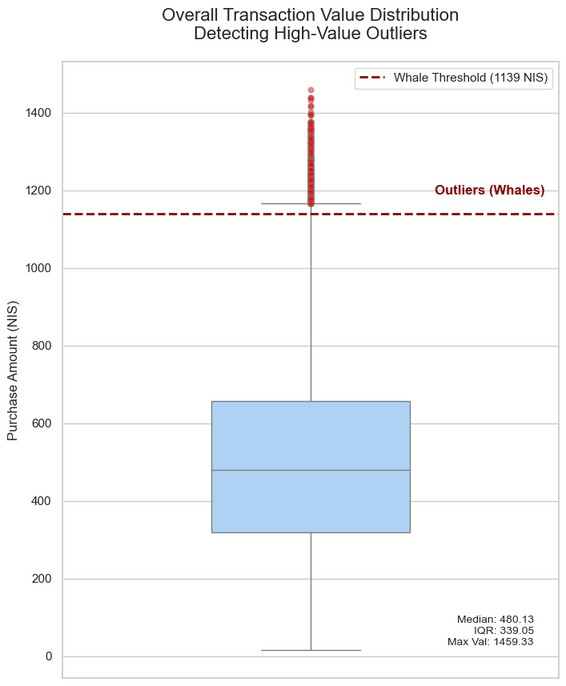 Overall Transaction Value Distribution
Detecting High-Value Outliers
Whale Threshold (1139 NIS)
1400
Outliers (Whales)
1200
1000
800
600
400
200
0
Purchase Amount (NIS)
Median: 480.13
IQR: 339.05
Max Val: 1459.33